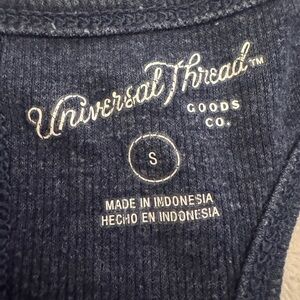 Universal Thread™
GOODS
CO.
S
MADE IN INDONESIA
HECHO EN INDONESIA